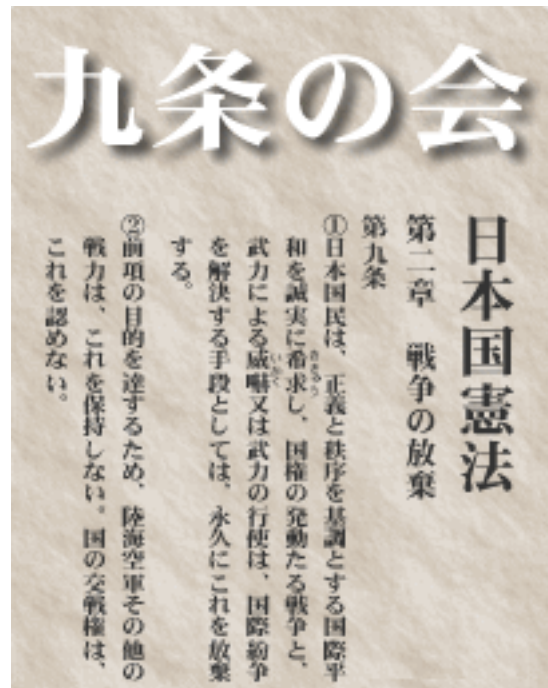 九条の会
日本国憲法
第二章　戦争の放棄
第九条
①日本国民は、正義と秩序を基調とする国際平
和を誠実に希求し、国権の発動たる戦争と、
武力による威嚇又は武力の行使は、国際紛争
を解決する手段としては、永久にこれを放棄
する。
②前項の目的を達するため、陸海空軍その他の
戦力は、これを保持しない。国の交戦権は、
これを認めない。